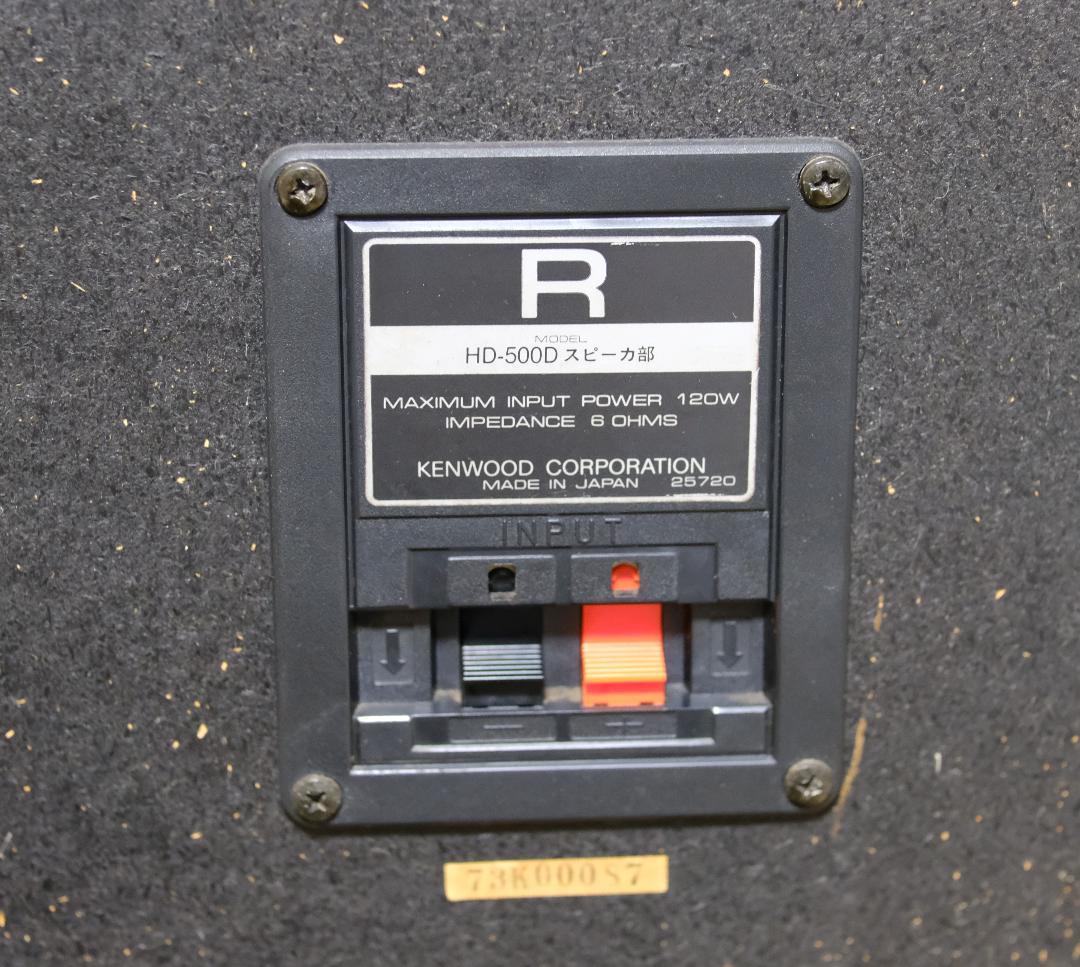 R
MODEL
HD-500D スピーカ部
MAXIMUM INPUT POWER 120W
IMPEDANCE 6 OHMS
KENWOOD CORPORATION
MADE IN JAPAN 25720
INPUT
− +
73K00087